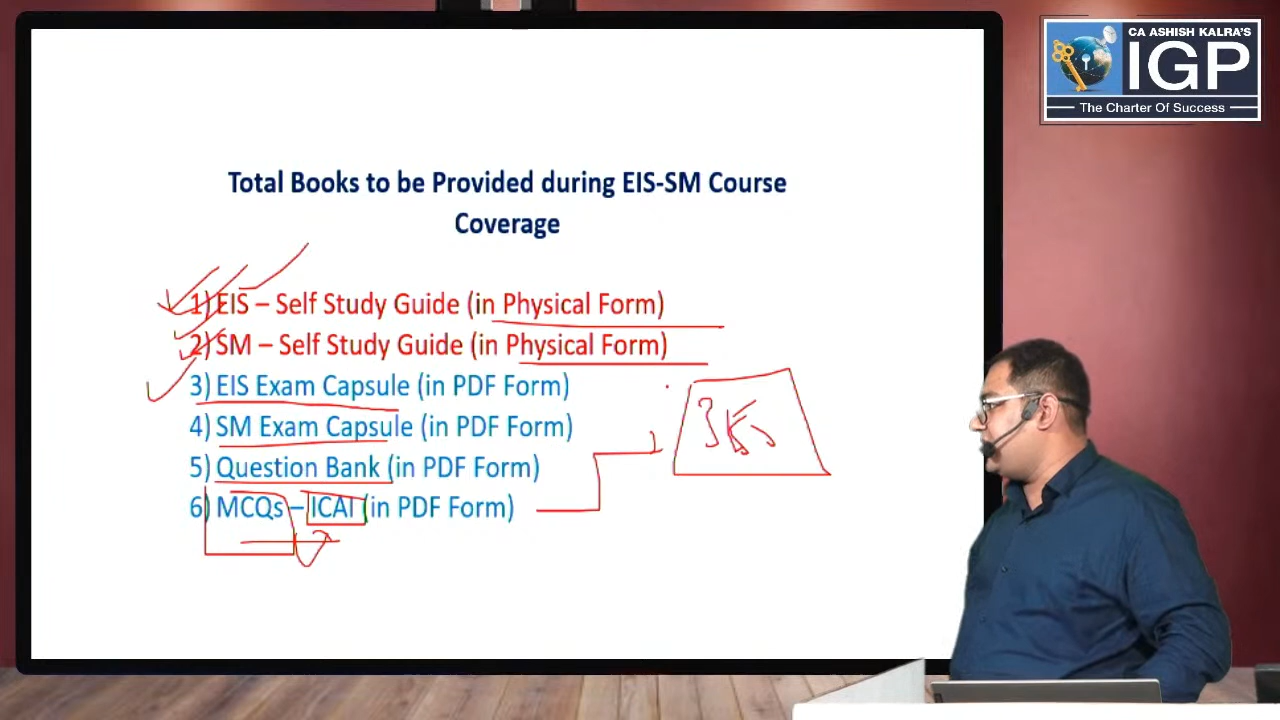 CA ASHISH KALRA'S
IGP
The Charter Of Success
Total Books to be Provided during EIS-SM Course
Coverage
1) EIS – Self Study Guide (in Physical Form)
2) SM – Self Study Guide (in Physical Form)
3) EIS Exam Capsule (in PDF Form)
4) SM Exam Capsule (in PDF Form)
5) Question Bank (in PDF Form)
6) MCQs – ICAI (in PDF Form)